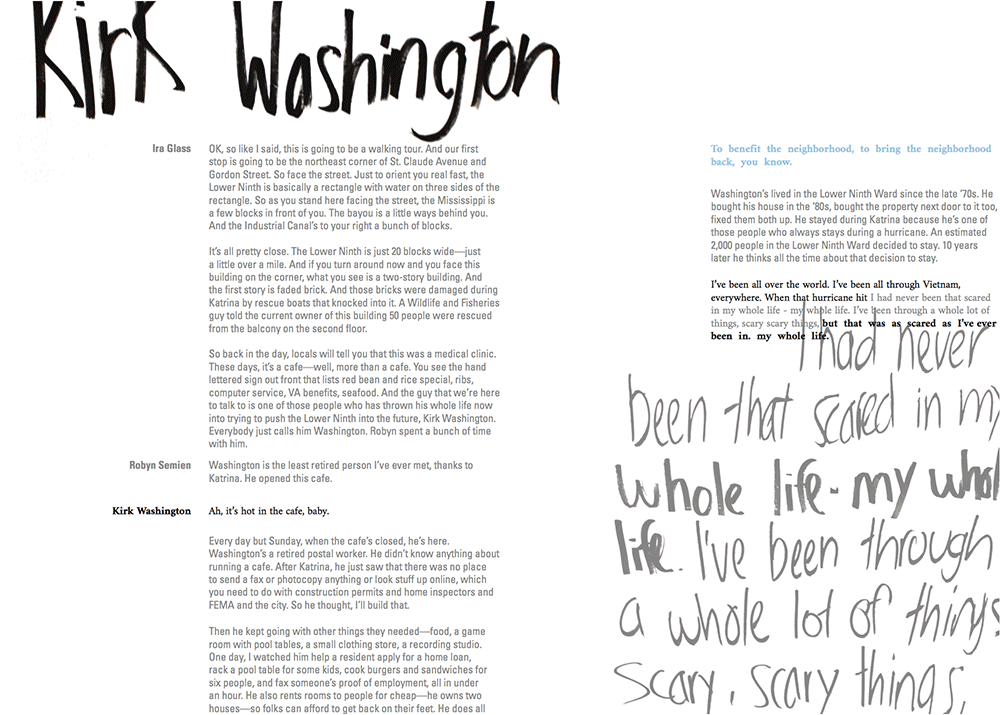 Kirk Washington
Ira Glass
OK, so like I said, this is going to be a walking tour. And our first
stop is going to be the northeast corner of St. Claude Avenue and
Gordon Street. So face the street. Just to orient you real fast, the
Lower Ninth is basically a rectangle with water on three sides of the
rectangle. So as you stand here facing the street, the Mississippi is
a few blocks in front of you. The bayou is a little ways behind you.
And the Industrial Canal's to your right a bunch of blocks.
It's all pretty close. The Lower Ninth is just 20 blocks wide—just
a little over a mile. And if you turn around now and you face this
building on the corner, what you see is a two-story building. And
the first story is faded brick. And those bricks were damaged during
Katrina by rescue boats that knocked into it. A Wildlife and Fisheries
guy told the current owner of this building 50 people were rescued
from the balcony on the second floor.
So back in the day, locals will tell you that this was a medical clinic.
These days, it's a cafe—well, more than a cafe. You see the hand
lettered sign out front that lists red bean and rice special, ribs,
computer service, VA benefits, seafood. And the guy that we're here
to talk to is one of those people who has thrown his whole life now
into trying to push the Lower Ninth into the future, Kirk Washington.
Everybody just calls him Washington. Robyn spent a bunch of time
with him.
Robyn Semien
Washington is the least retired person I've ever met, thanks to
Katrina. He opened this cafe.
Kirk Washington
Ah, it's hot in the cafe, baby.
Every day but Sunday, when the cafe's closed, he's here.
Washington's a retired postal worker. He didn't know anything about
running a cafe. After Katrina, he just saw that there was no place
to send a fax or photocopy anything or look stuff up online, which
you need to do with construction permits and home inspectors and
FEMA and the city. So he thought, I'll build that.
Then he kept going with other things they needed—food, a game
room with pool tables, a small clothing store, a recording studio.
One day, I watched him help a resident apply for a home loan,
rack a pool table for some kids, cook burgers and sandwiches for
six people, and fax someone's proof of employment, all in under
an hour. He also rents rooms to people for cheap—he owns two
houses—so folks can afford to get back on their feet. He does all
To benefit the neighborhood, to bring the neighborhood
back, you know.
Washington's lived in the Lower Ninth Ward since the late '70s. He
bought his house in the '80s, bought the property next door to it too,
fixed them both up. He stayed during Katrina because he's one of
those people who always stays during a hurricane. An estimated
2,000 people in the Lower Ninth Ward decided to stay. 10 years
later he thinks all the time about that decision to stay.
I've been all over the world. I've been all through Vietnam,
everywhere. When that hurricane hit I had never been that scared
in my whole life - my whole life. I've been through a whole lot of
things, scary scary things, but that was as scared as I've ever
been in. my whole life.
I had never
been that scared in my
whole life - my whol
life. I've been through
a whole lot of things
scary, scary things,